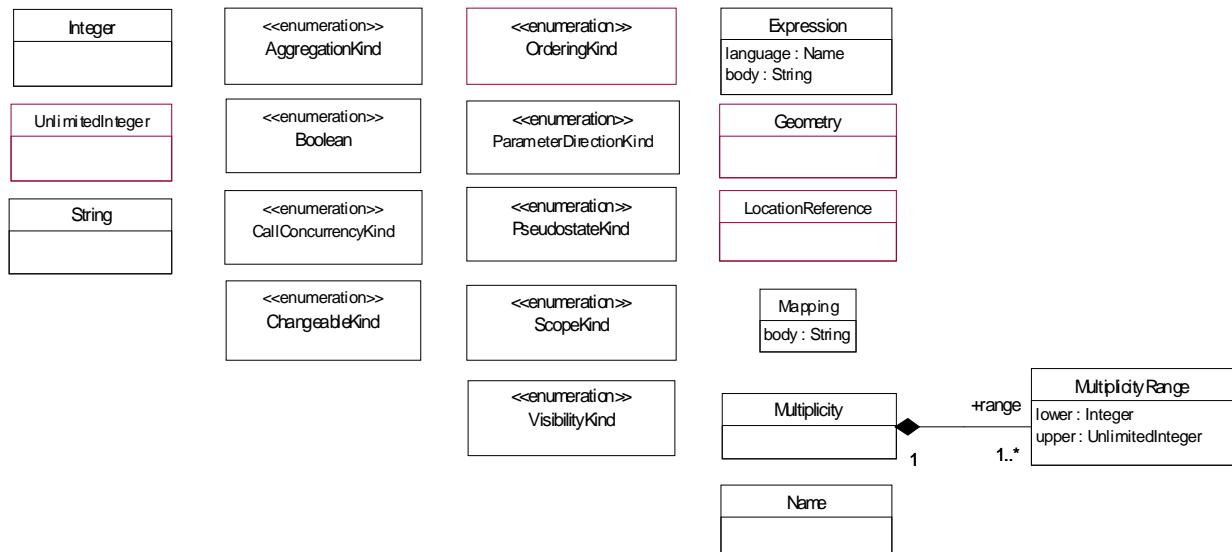 Integer
UnlimitedInteger
String
<<enumeration>>
AggregationKind
<<enumeration>>
Boolean
<<enumeration>>
CallConcurrencyKind
<<enumeration>>
ChangeableKind
<<enumeration>>
OrderingKind
<<enumeration>>
ParameterDirectionKind
<<enumeration>>
PseudostateKind
<<enumeration>>
ScopeKind
<<enumeration>>
VisibilityKind
Expression
language : Name
body : String
Geometry
LocationReference
Mapping
body : String
Multiplicity
1
+range
1..*
MultiplicityRange
lower : Integer
upper : UnlimitedInteger
Name